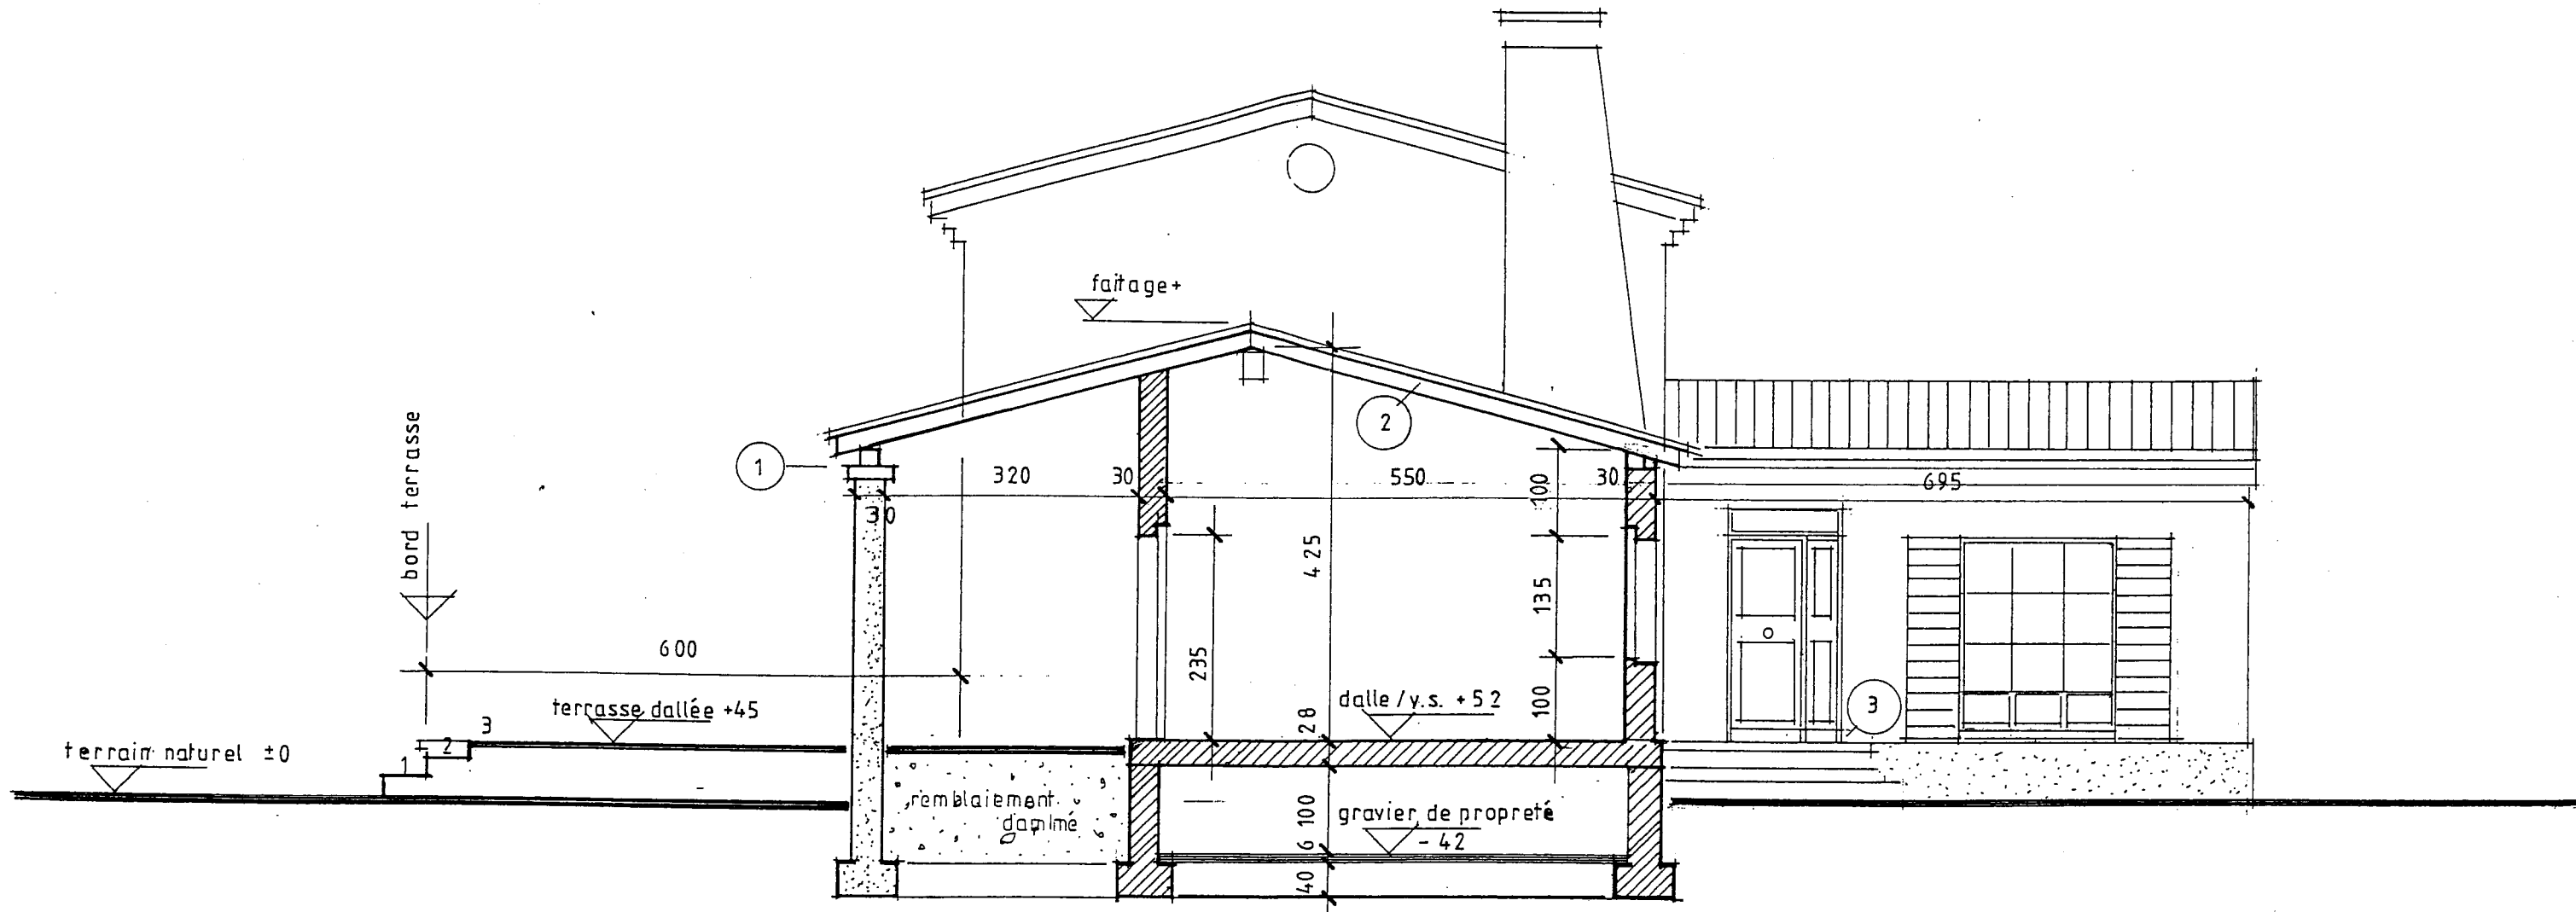 faitage+
bord terrasse
1
2
320
30
550
30
695
30
100
425
135
600
235
100
28
dalle / v.s. +52
terrasse dallée +45
3
3
2
1
terrain naturel ±0
remblaiement
damé
100
gravier de propreté
- 42
6
40